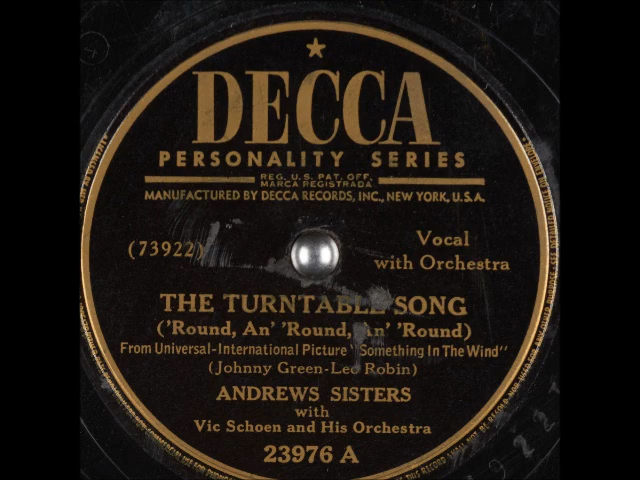 DECCA
PERSONALITY SERIES
REG. U.S. PAT. OFF.
MARCA REGISTRADA
MANUFACTURED BY DECCA RECORDS, INC., NEW YORK, U.S.A.
(73922)
Vocal
with Orchestra
THE TURNTABLE SONG
('Round, An' 'Round, An' 'Round)
From Universal-International Picture "Something In The Wind"
(Johnny Green-Leo Robin)
ANDREWS SISTERS
with
Vic Schoen and His Orchestra
23976 A